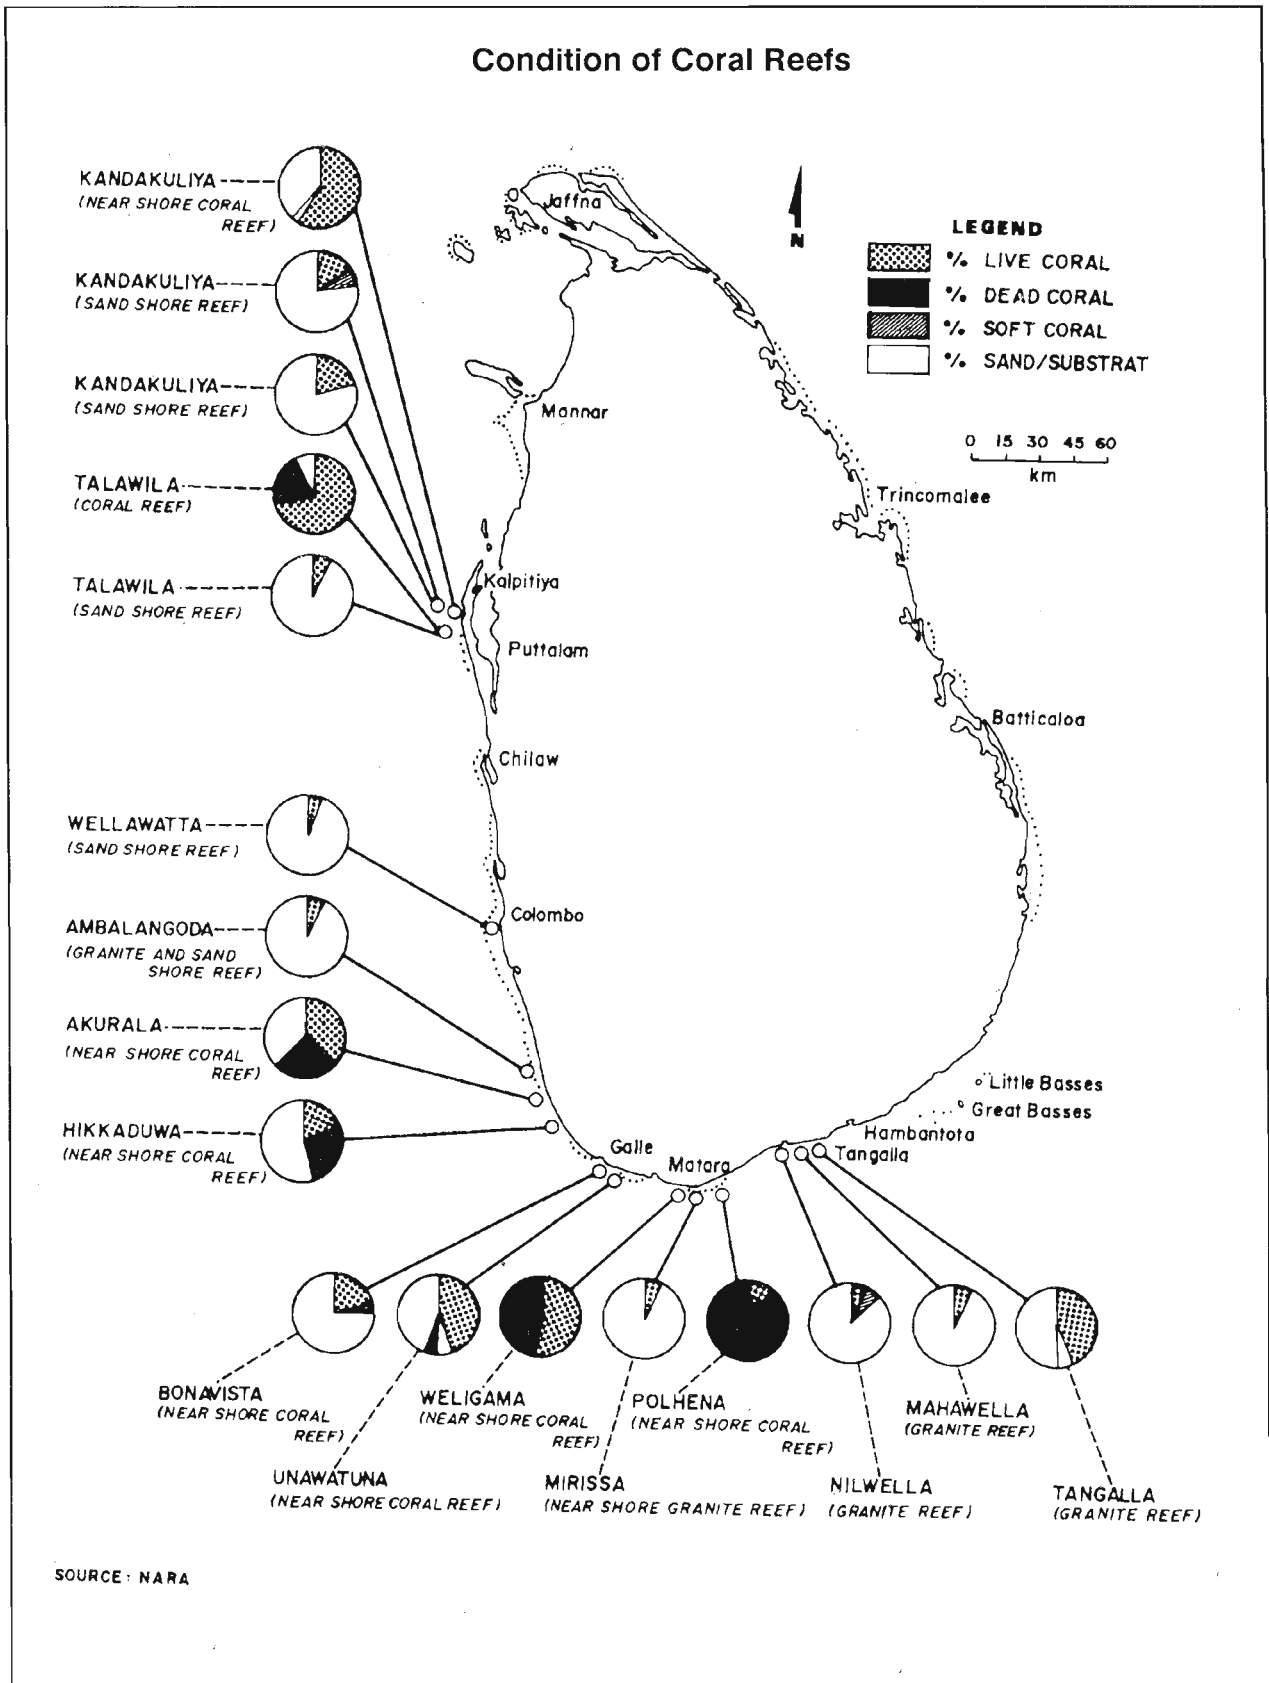 Condition of Coral Reefs
KANDAKULIYA
(NEAR SHORE CORAL
REEF)
KANDAKULIYA
(SAND SHORE REEF)
KANDAKULIYA
(SAND SHORE REEF)
TALAWILA
(CORAL REEF)
TALAWILA
(SAND SHORE REEF)
WELLAWATTA
(SAND SHORE REEF)
AMBALANGODA
(GRANITE AND SAND
SHORE REEF)
AKURALA
(NEAR SHORE CORAL
REEF)
HIKKADUWA
(NEAR SHORE CORAL
REEF)
Jaffna
Mannar
Kalpitiya
Puttalam
Chilaw
Colombo
Galle
Matara
N
LEGEND
% LIVE CORAL
% DEAD CORAL
% SOFT CORAL
% SAND/SUBSTRAT
0 15 30 45 60
km
Trincomalee
Batticaloa
Little Basses
Great Basses
Hambantota
Tangalla
BONAVISTA
(NEAR SHORE CORAL
REEF)
UNAWATUNA
(NEAR SHORE CORAL REEF)
WELIGAMA
(NEAR SHORE CORAL
REEF)
MIRISSA
(NEAR SHORE GRANITE REEF)
POLHENA
(NEAR SHORE CORAL
REEF)
NILWELLA
(GRANITE REEF)
MAHAWELLA
(GRANITE REEF)
TANGALLA
(GRANITE REEF)
SOURCE: NARA